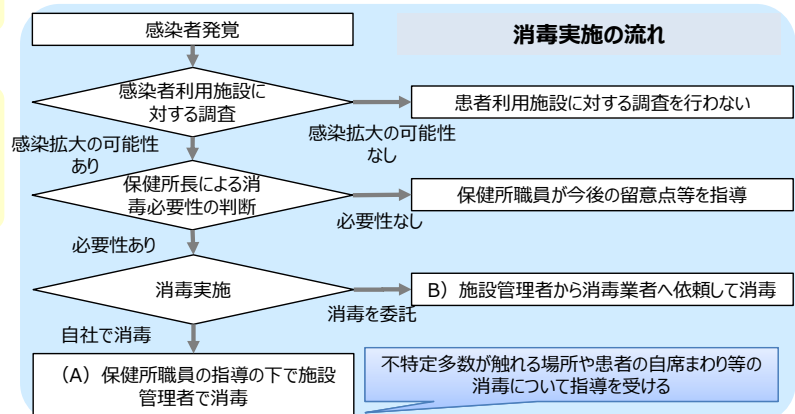 消毒実施の流れ
感染者発覚
感染者利用施設に
対する調査
患者利用施設に対する調査を行わない
感染拡大の可能性
なし
感染拡大の可能性
あり
保健所長による消
毒必要性の判断
保健所職員が今後の留意点等を指導
必要性なし
必要性あり
消毒実施
B）施設管理者から消毒業者へ依頼して消毒
消毒を委託
自社で消毒
（A）保健所職員の指導の下で施設
管理者で消毒
不特定多数が触れる場所や患者の自席まわり等の
消毒について指導を受ける